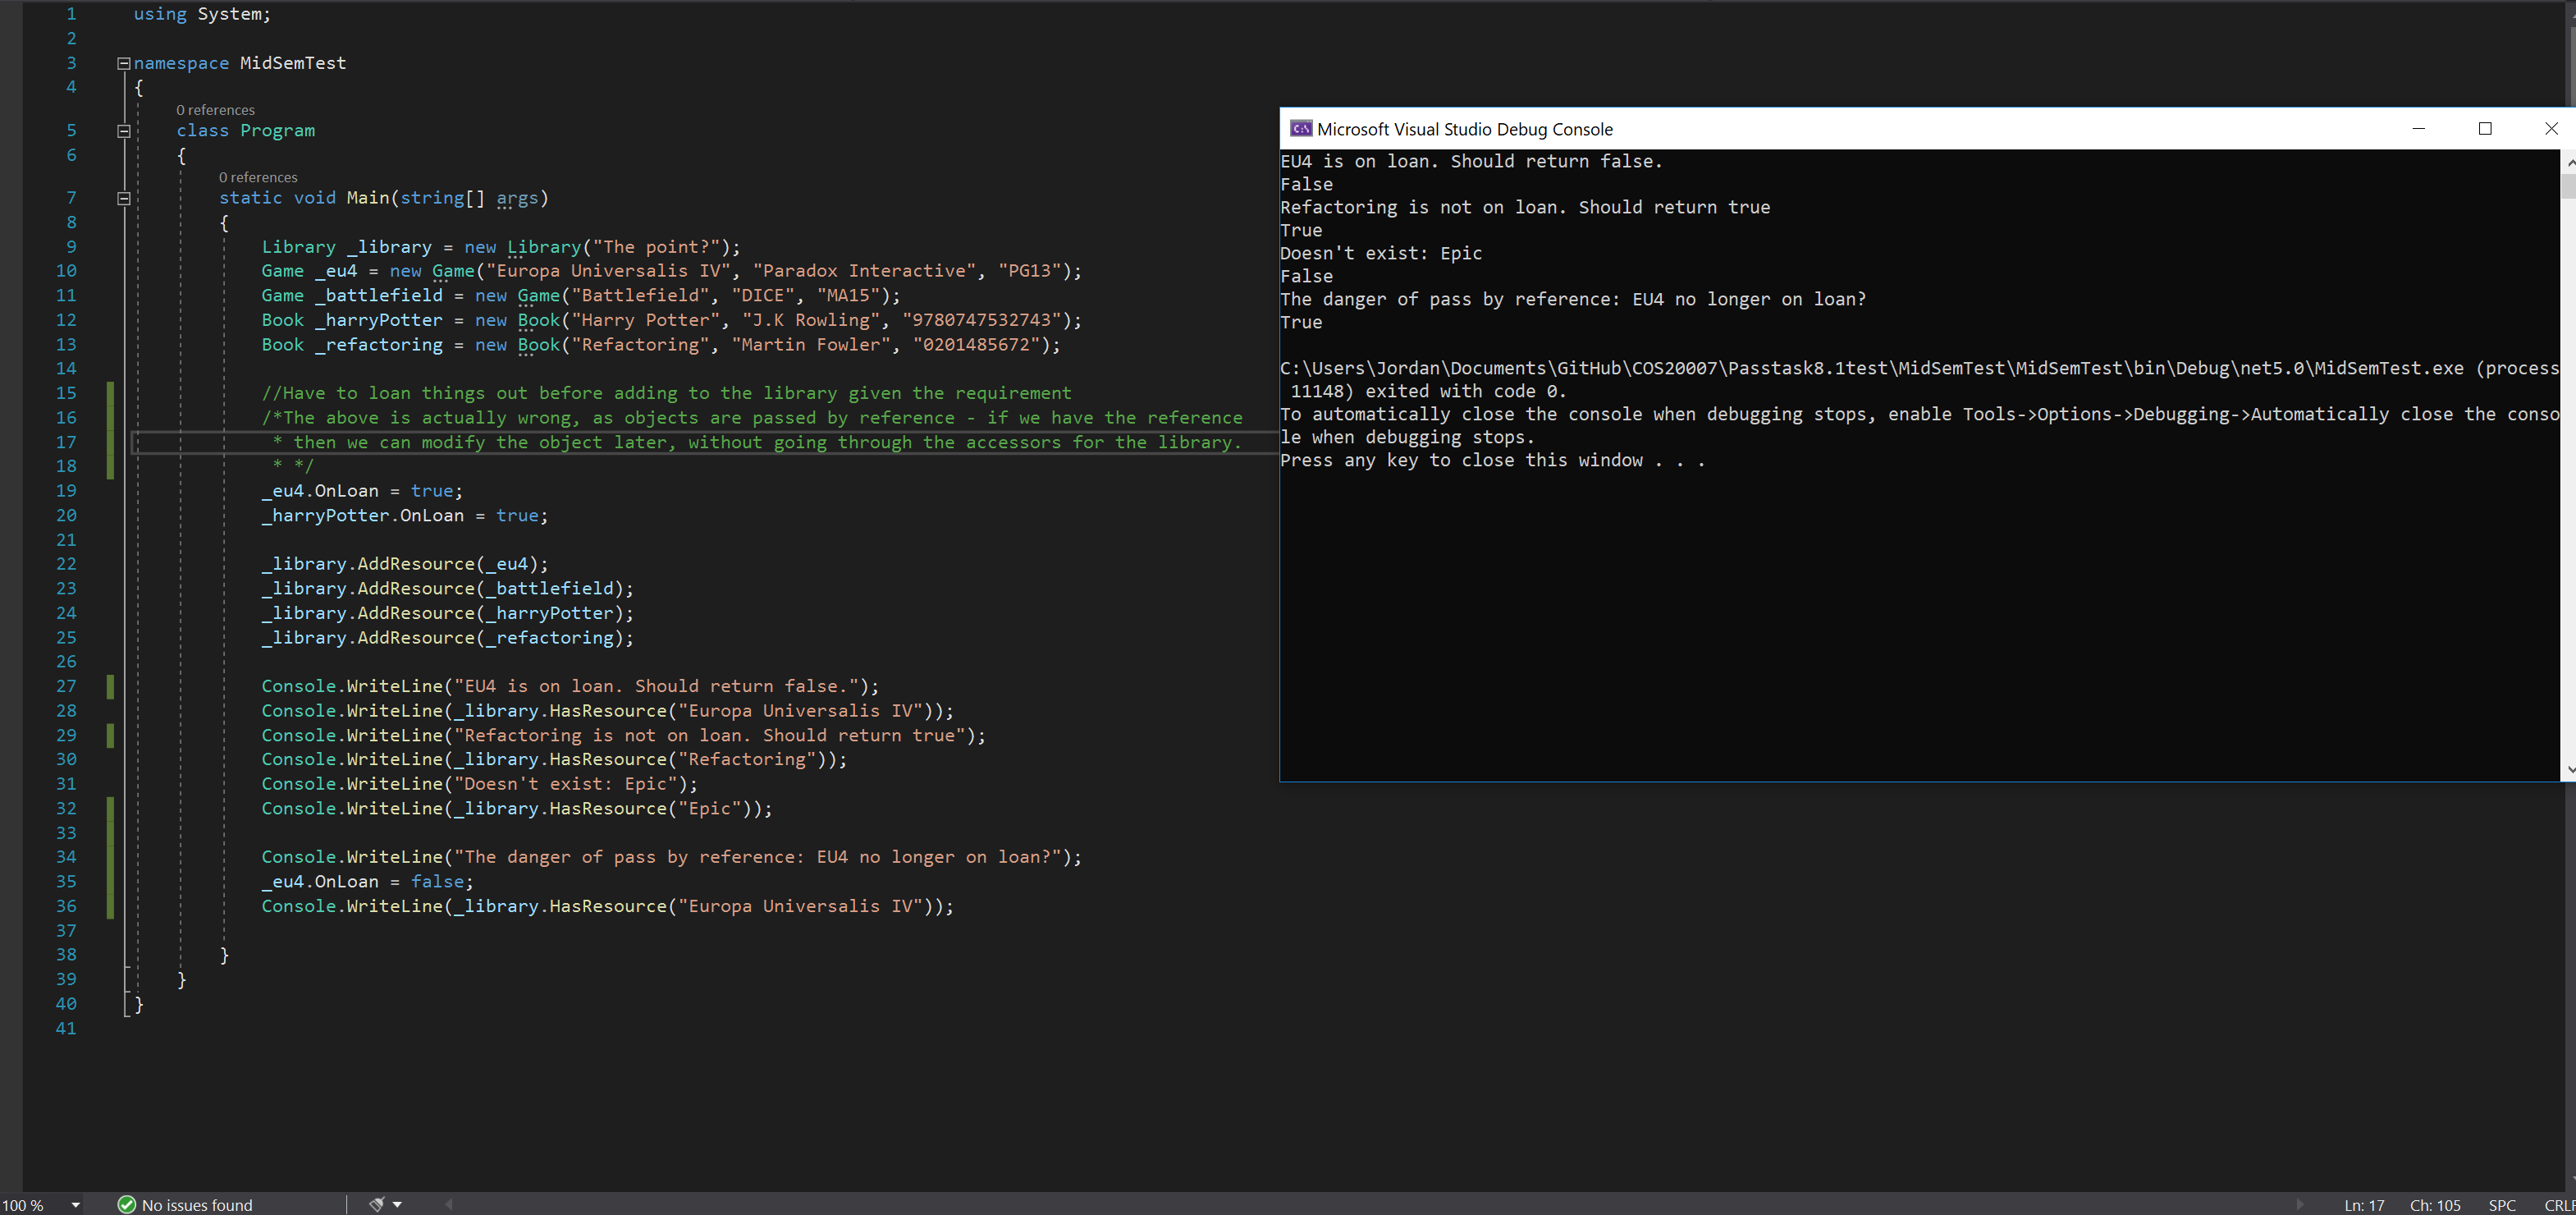 1 using System;
2
3 namespace MidSemTest
4 {
0 references
5 class Program
6 {
0 references
7 static void Main(string[] args)
8 {
9 Library _library = new Library("The point?");
10 Game _eu4 = new Game("Europa Universalis IV", "Paradox Interactive", "PG13");
11 Game _battlefield = new Game("Battlefield", "DICE", "MA15");
12 Book _harryPotter = new Book("Harry Potter", "J.K Rowling", "9780747532743");
13 Book _refactoring = new Book("Refactoring", "Martin Fowler", "0201485672");
14
15 //Have to loan things out before adding to the library given the requirement
16 /*The above is actually wrong, as objects are passed by reference - if we have the reference
17 * then we can modify the object later, without going through the accessors for the library.
18 * */
19 _eu4.OnLoan = true;
20 _harryPotter.OnLoan = true;
21
22 _library.AddResource(_eu4);
23 _library.AddResource(_battlefield);
24 _library.AddResource(_harryPotter);
25 _library.AddResource(_refactoring);
26
27 Console.WriteLine("EU4 is on loan. Should return false.");
28 Console.WriteLine(_library.HasResource("Europa Universalis IV"));
29 Console.WriteLine("Refactoring is not on loan. Should return true");
30 Console.WriteLine(_library.HasResource("Refactoring"));
31 Console.WriteLine("Doesn't exist: Epic");
32 Console.WriteLine(_library.HasResource("Epic"));
33
34 Console.WriteLine("The danger of pass by reference: EU4 no longer on loan?");
35 _eu4.OnLoan = false;
36 Console.WriteLine(_library.HasResource("Europa Universalis IV"));
37
38 }
39 }
40 }
41
C:\ Microsoft Visual Studio Debug Console
EU4 is on loan. Should return false.
False
Refactoring is not on loan. Should return true
True
Doesn't exist: Epic
False
The danger of pass by reference: EU4 no longer on loan?
True
C:\Users\Jordan\Documents\GitHub\COS20007\Passtask8.1test\MidSemTest\MidSemTest\bin\Debug\net5.0\MidSemTest.exe (process
11148) exited with code 0.
To automatically close the console when debugging stops, enable Tools->Options->Debugging->Automatically close the conso
le when debugging stops.
Press any key to close this window . . .
100 % No issues found Ln: 17 Ch: 105 SPC CRLF